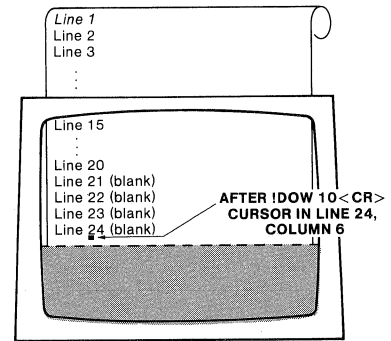 Line 1
Line 2
Line 3
.
.
.
Line 15
.
.
.
Line 20
Line 21 (blank)
Line 22 (blank)
Line 23 (blank)
Line 24 (blank)
AFTER !DOW 10<CR>
CURSOR IN LINE 24,
COLUMN 6